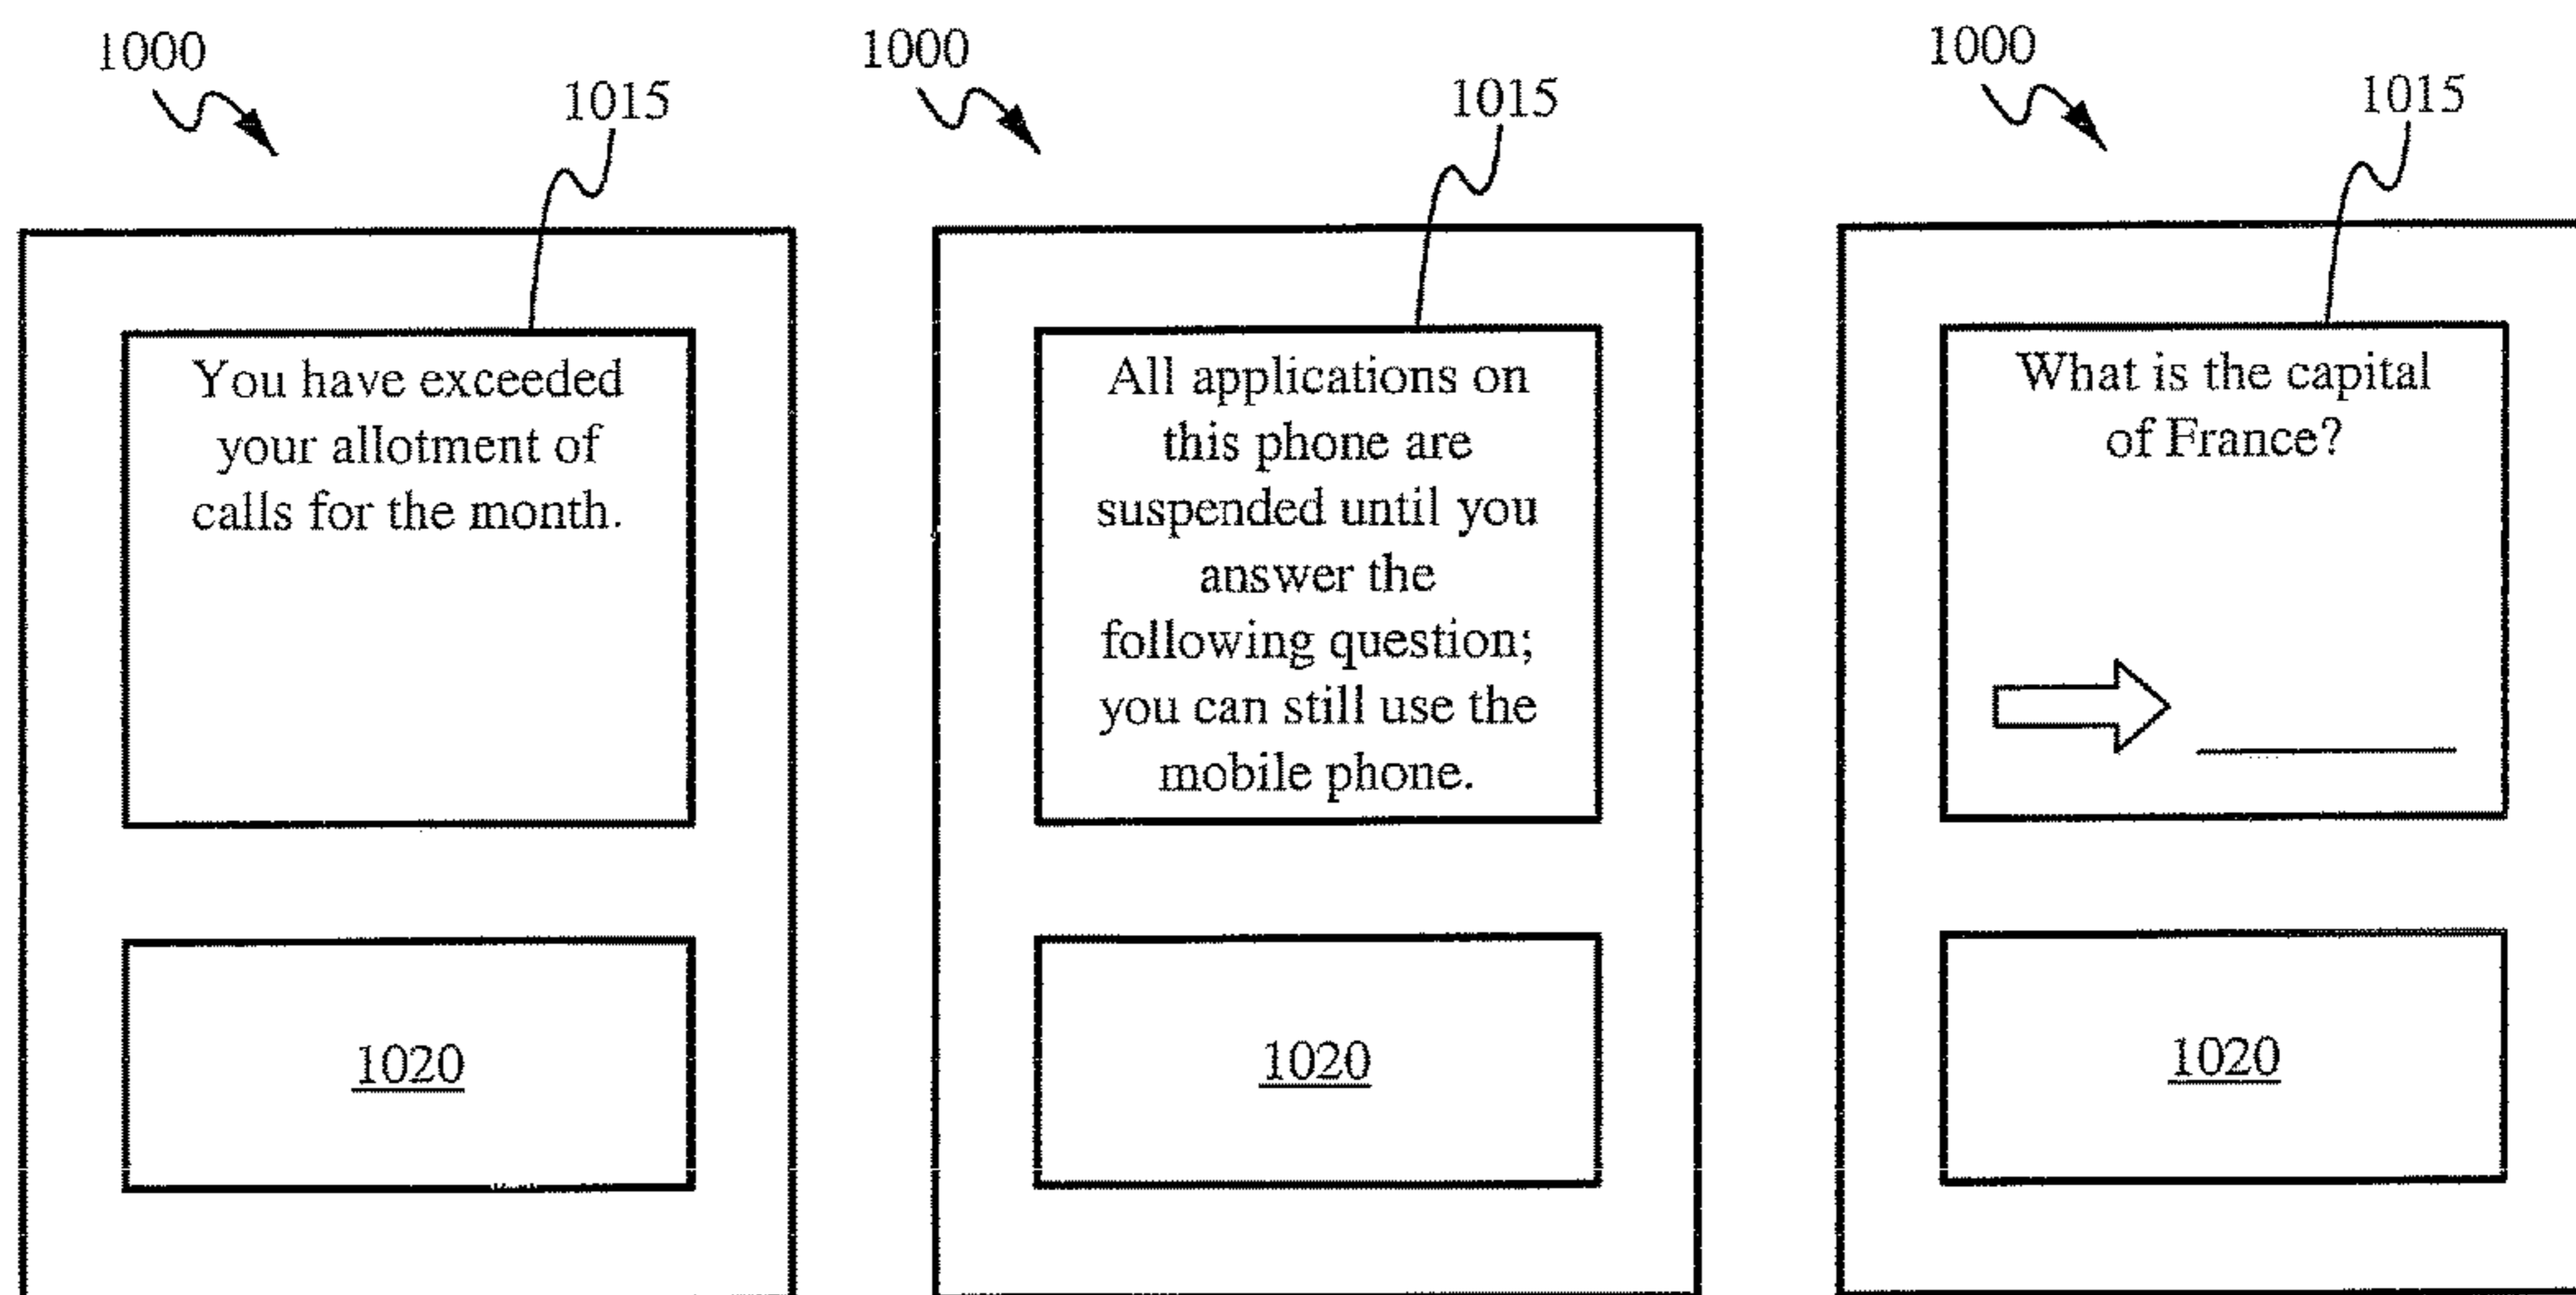 1000
1015
You have exceeded
your allotment of
calls for the month.
1020
1000
1015
All applications on
this phone are
suspended until you
answer the
following question;
you can still use the
mobile phone.
1020
1000
1015
What is the capital
of France?
1020